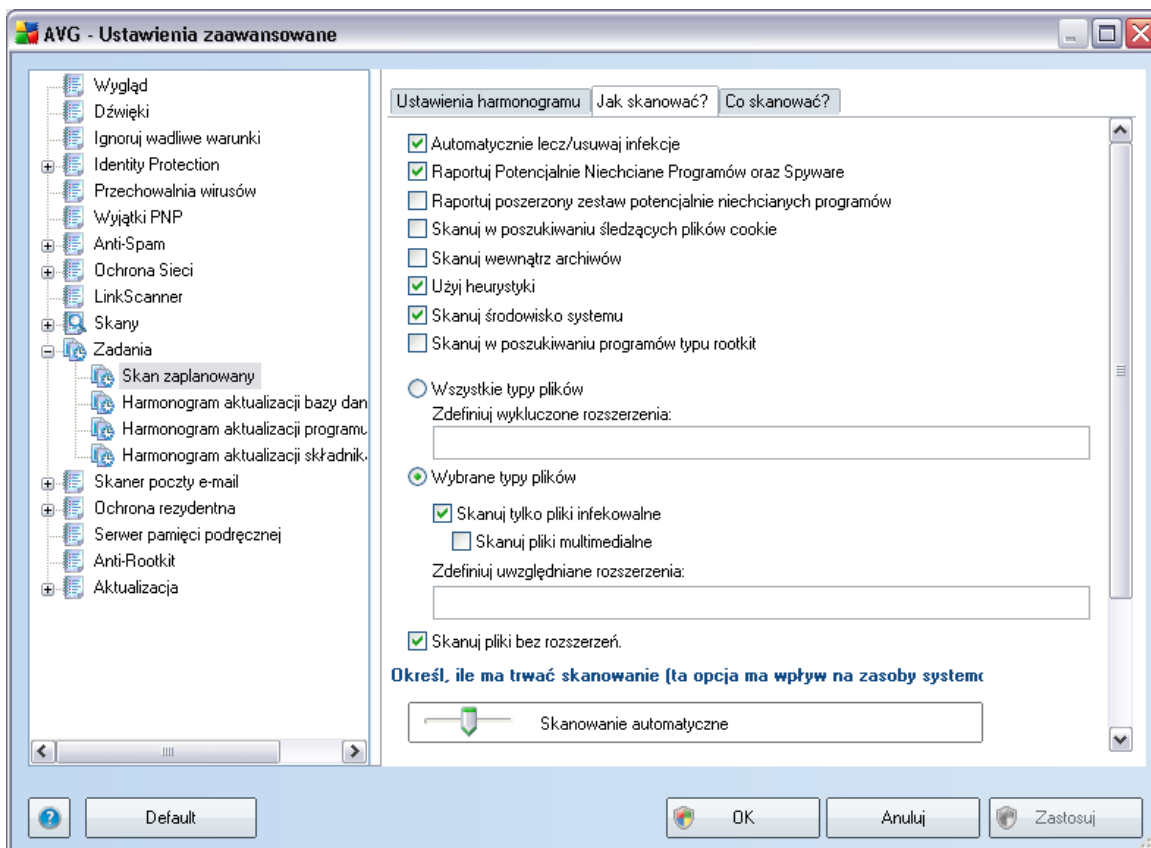 AVG - Ustawienia zaawansowane
Wygląd
Dźwięki
Ignoruj wadliwe warunki
Identity Protection
Przechowalnia wirusów
Wyjątki PNP
Anti-Spam
Ochrona Sieci
LinkScanner
Skany
Zadania
Skan zaplanowany
Harmonogram aktualizacji bazy dan
Harmonogram aktualizacji programu
Harmonogram aktualizacji składnik
Skaner poczty e-mail
Ochrona rezydentna
Serwer pamięci podręcznej
Anti-Rootkit
Aktualizacja
Ustawienia harmonogramu
Jak skanować?
Co skanować?
Automatycznie lecz/usuwaj infekcje
Raportuj Potencjalnie Niechciane Programów oraz Spyware
Raportuj poszerzony zestaw potencjalnie niechcianych programów
Skanuj w poszukiwaniu śledzących plików cookie
Skanuj wewnątrz archiwów
Użyj heurystyki
Skanuj środowisko systemu
Skanuj w poszukiwaniu programów typu rootkit
Wszystkie typy plików
Zdefiniuj wykluczone rozszerzenia:
Wybrane typy plików
Skanuj tylko pliki infekowalne
Skanuj pliki multimedialne
Zdefiniuj uwzględniane rozszerzenia:
Skanuj pliki bez rozszerzeń.
Określ, ile ma trwać skanowanie (ta opcja ma wpływ na zasoby systemo
Skanowanie automatyczne
Default
OK
Anuluj
Zastosuj